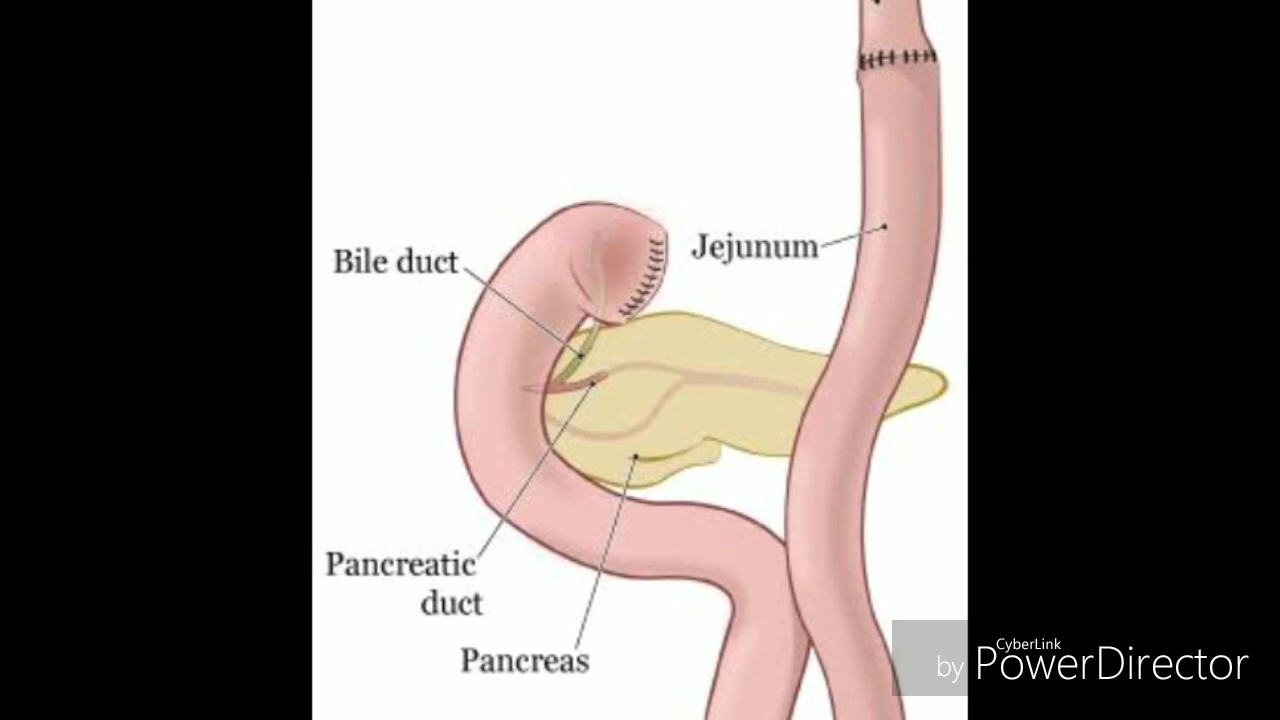 Bile duct
Jejunum
Pancreatic
duct
Pancreas
CyberLink
by PowerDirector